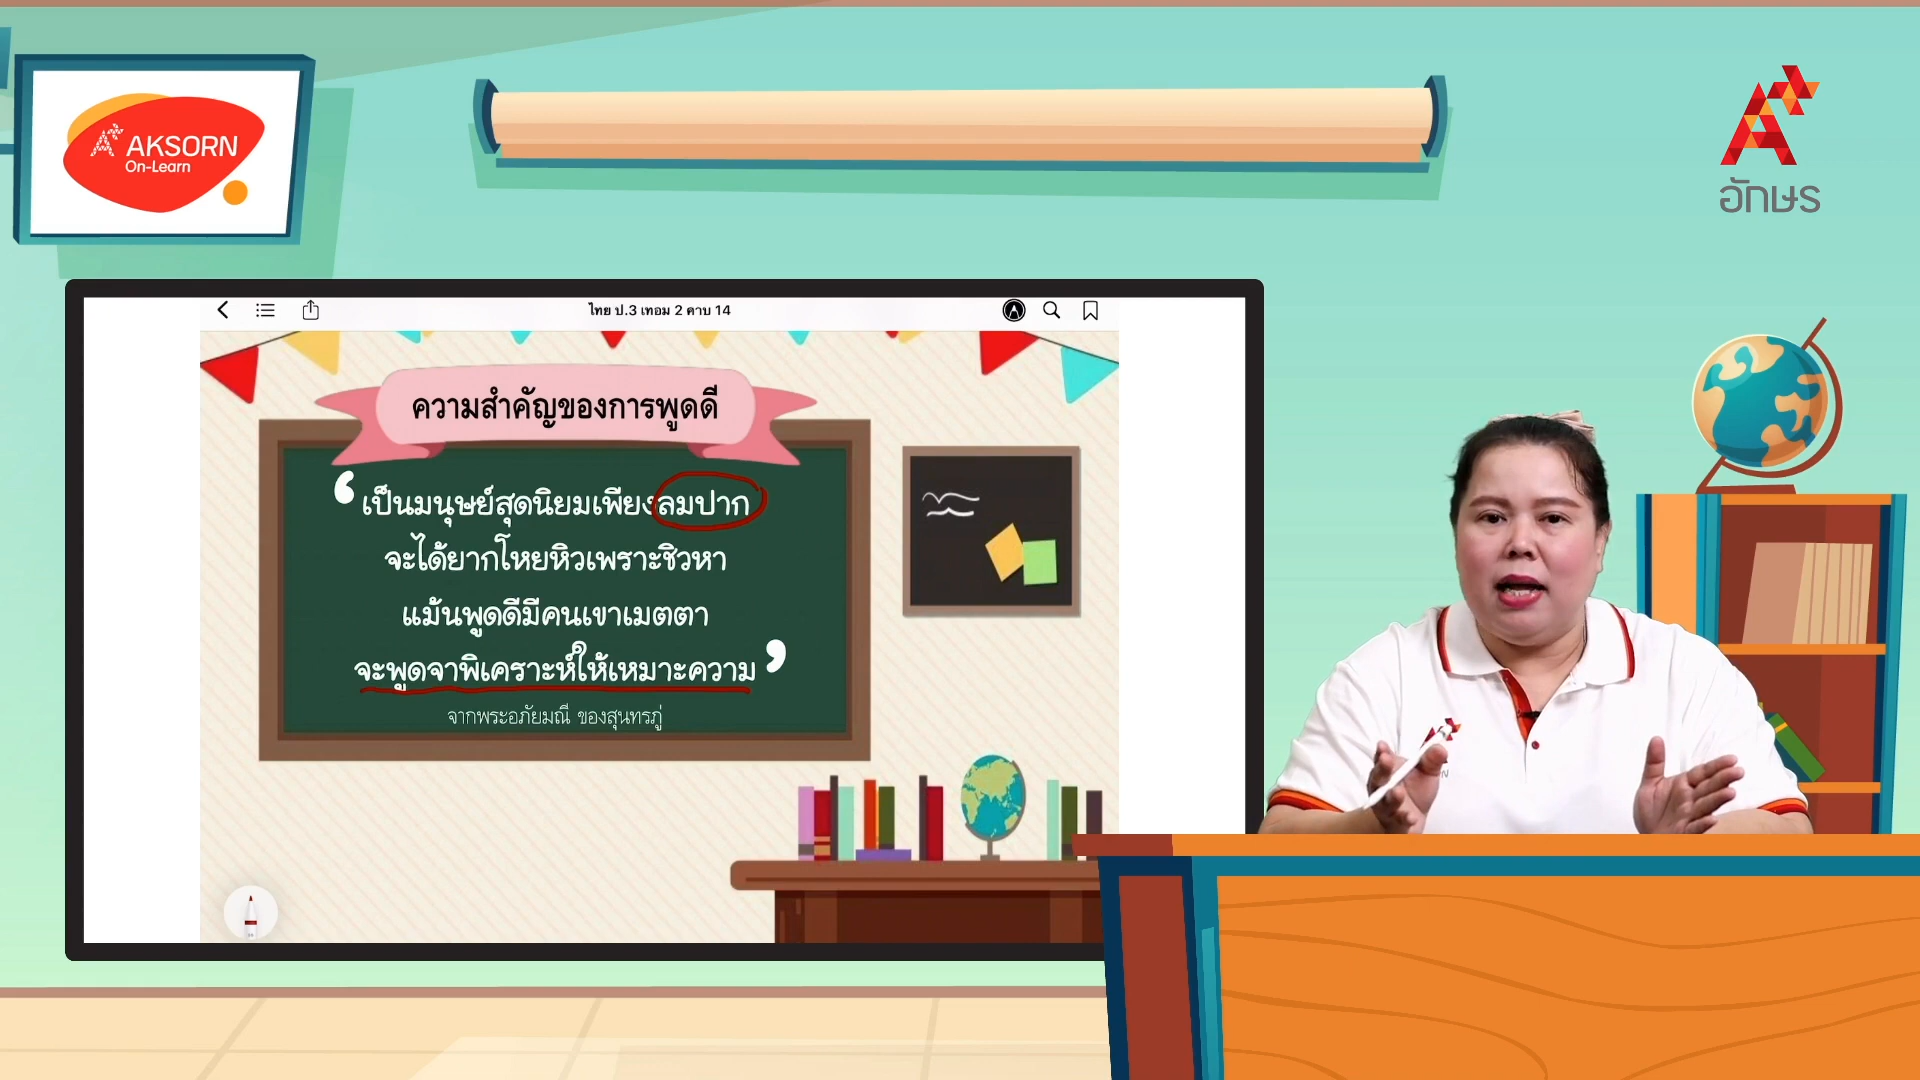 AKSORN
On-Learn
อักษร
ไทย ป.3 เทอม 2 คาบ 14
ความสำคัญของการพูดดี
‘เป็นมนุษย์สุดนิยมเพียงลมปาก
จะได้ยากโหยหิวเพราะชิวหา
แม้นพูดดีมีคนเขาเมตตา
จะพูดจาพิเคราะห์ให้เหมาะความ’
จากพระอภัยมณี ของสุนทรภู่